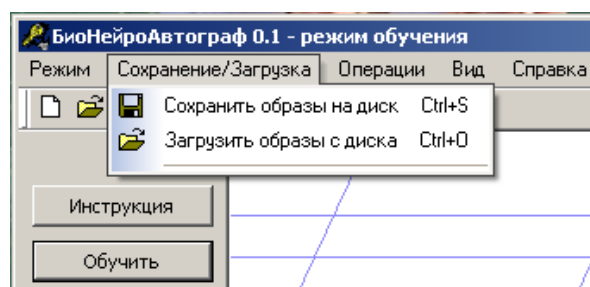 БиоНейроАвтограф 0.1 - режим обучения
Режим Сохранение/Загрузка Операции Вид Справка
Сохранить образы на диск Ctrl+S
Загрузить образы с диска Ctrl+O
Инструкция
Обучить